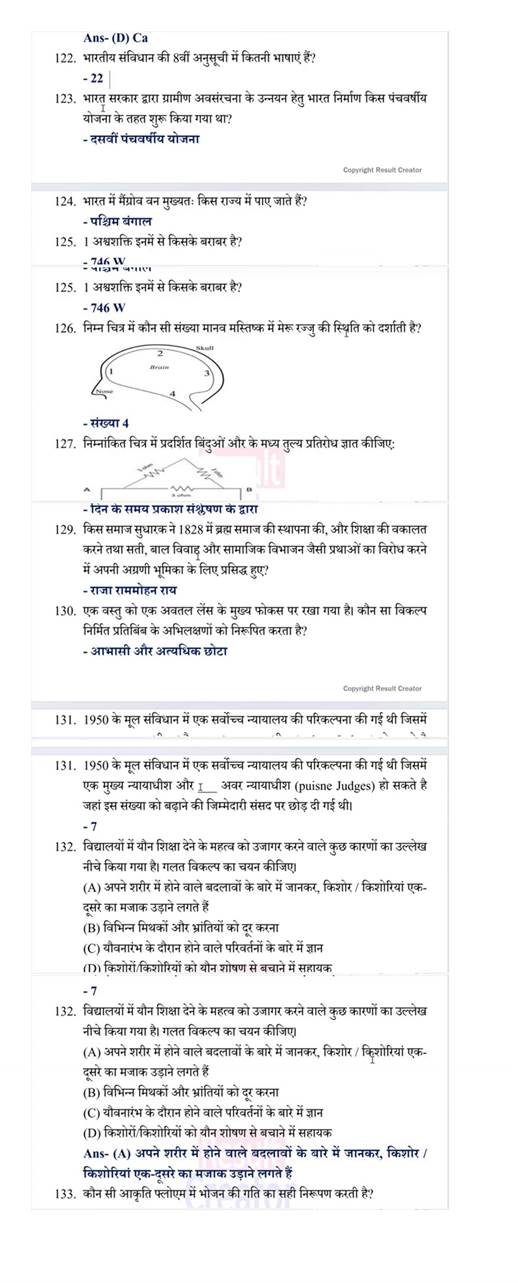 Ans- (D) Ca
122. भारतीय संविधान की 8वीं अनुसूची में कितनी भाषाएं हैं?
- 22
123. भारत सरकार द्वारा ग्रामीण अवसंरचना के उन्नयन हेतु भारत निर्माण किस पंचवर्षीय
योजना के तहत शुरू किया गया था?
- दसवीं पंचवर्षीय योजना
Copyright Result Creator
124. भारत में मैंग्रोव वन मुख्यतः किस राज्य में पाए जाते हैं?
- पश्चिम बंगाल
125. 1 अश्वशक्ति इनमें से किसके बराबर है?
- 746 W
125. 1 अश्वशक्ति इनमें से किसके बराबर है?
- 746 W
126. निम्न चित्र में कौन सी संख्या मानव मस्तिष्क में मेरू रज्जु की स्थिति को दर्शाती है?
Skull
2
Brain
1
3
Nose
4
- संख्या 4
127. निम्नांकित चित्र में प्रदर्शित बिंदुओं और के मध्य तुल्य प्रतिरोध ज्ञात कीजिए:
A
B
- दिन के समय प्रकाश संश्लेषण के द्वारा
129. किस समाज सुधारक ने 1828 में ब्रह्म समाज की स्थापना की, और शिक्षा की वकालत
करने तथा सती, बाल विवाह और सामाजिक विभाजन जैसी प्रथाओं का विरोध करने
में अपनी अग्रणी भूमिका के लिए प्रसिद्ध हुए?
- राजा राममोहन राय
130. एक वस्तु को एक अवतल लेंस के मुख्य फोकस पर रखा गया है। कौन सा विकल्प
निर्मित प्रतिबिंब के अभिलक्षणों को निरूपित करता है?
- आभासी और अत्यधिक छोटा
Copyright Result Creator
131. 1950 के मूल संविधान में एक सर्वोच्च न्यायालय की परिकल्पना की गई थी जिसमें
131. 1950 के मूल संविधान में एक सर्वोच्च न्यायालय की परिकल्पना की गई थी जिसमें
एक मुख्य न्यायाधीश और ___ अवर न्यायाधीश (puisne Judges) हो सकते है
जहां इस संख्या को बढ़ाने की जिम्मेदारी संसद पर छोड़ दी गई थी।
- 7
132. विद्यालयों में यौन शिक्षा देने के महत्व को उजागर करने वाले कुछ कारणों का उल्लेख
नीचे किया गया है। गलत विकल्प का चयन कीजिए।
(A) अपने शरीर में होने वाले बदलावों के बारे में जानकर, किशोर / किशोरियां एक-
दूसरे का मजाक उड़ाने लगते हैं
(B) विभिन्न मिथकों और भ्रांतियों को दूर करना
(C) यौवनारंभ के दौरान होने वाले परिवर्तनों के बारे में ज्ञान
(D) किशोरों/किशोरियों को यौन शोषण से बचाने में सहायक
- 7
132. विद्यालयों में यौन शिक्षा देने के महत्व को उजागर करने वाले कुछ कारणों का उल्लेख
नीचे किया गया है। गलत विकल्प का चयन कीजिए।
(A) अपने शरीर में होने वाले बदलावों के बारे में जानकर, किशोर / किशोरियां एक-
दूसरे का मजाक उड़ाने लगते हैं
(B) विभिन्न मिथकों और भ्रांतियों को दूर करना
(C) यौवनारंभ के दौरान होने वाले परिवर्तनों के बारे में ज्ञान
(D) किशोरों/किशोरियों को यौन शोषण से बचाने में सहायक
Ans- (A) अपने शरीर में होने वाले बदलावों के बारे में जानकर, किशोर /
किशोरियां एक-दूसरे का मजाक उड़ाने लगते हैं
133. कौन सी आकृति फ्लोएम में भोजन की गति का सही निरूपण करती है?